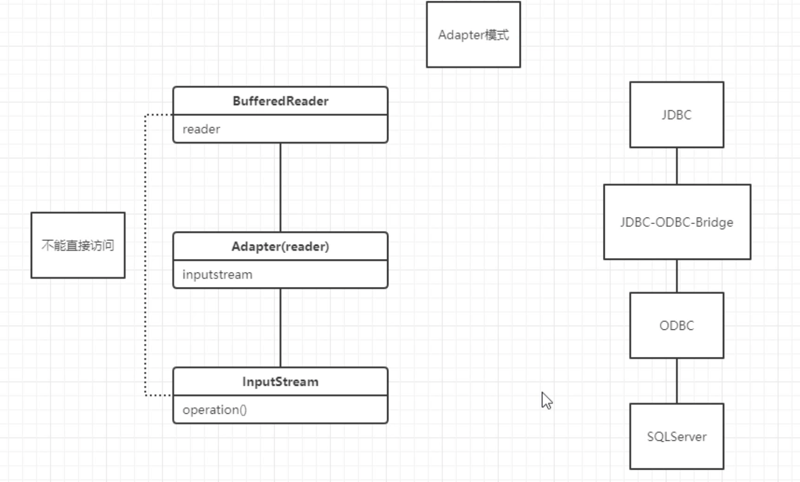 Adapter模式
BufferedReader
reader
不能直接访问
Adapter(reader)
inputstream
InputStream
operation()
JDBC
JDBC-ODBC-Bridge
ODBC
SQLServer